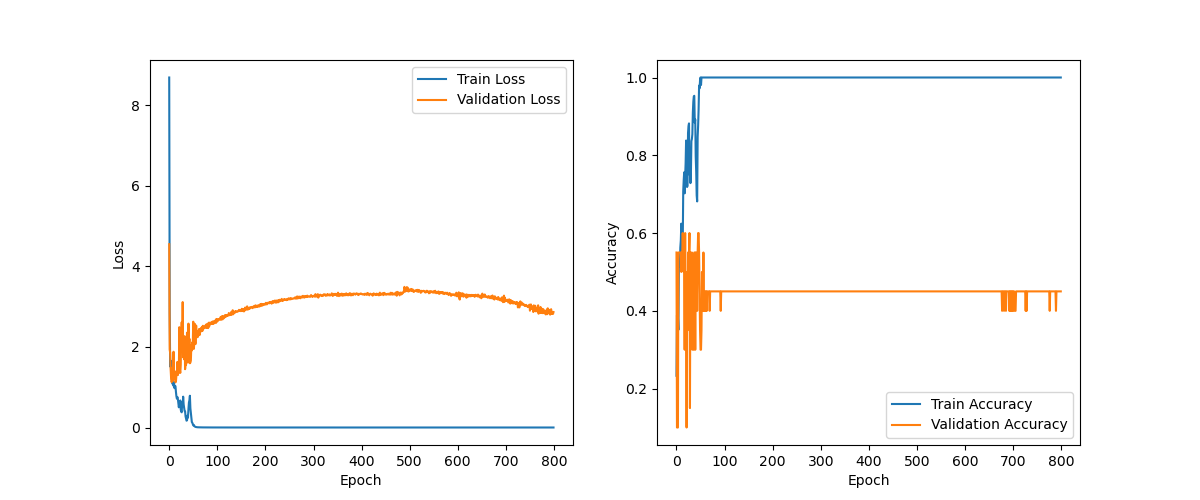 Train Loss
Validation Loss
8
6
4
2
0
Loss
0 100 200 300 400 500 600 700 800
Epoch
1.0
0.8
0.6
0.4
0.2
Accuracy
Train Accuracy
Validation Accuracy
0 100 200 300 400 500 600 700 800
Epoch